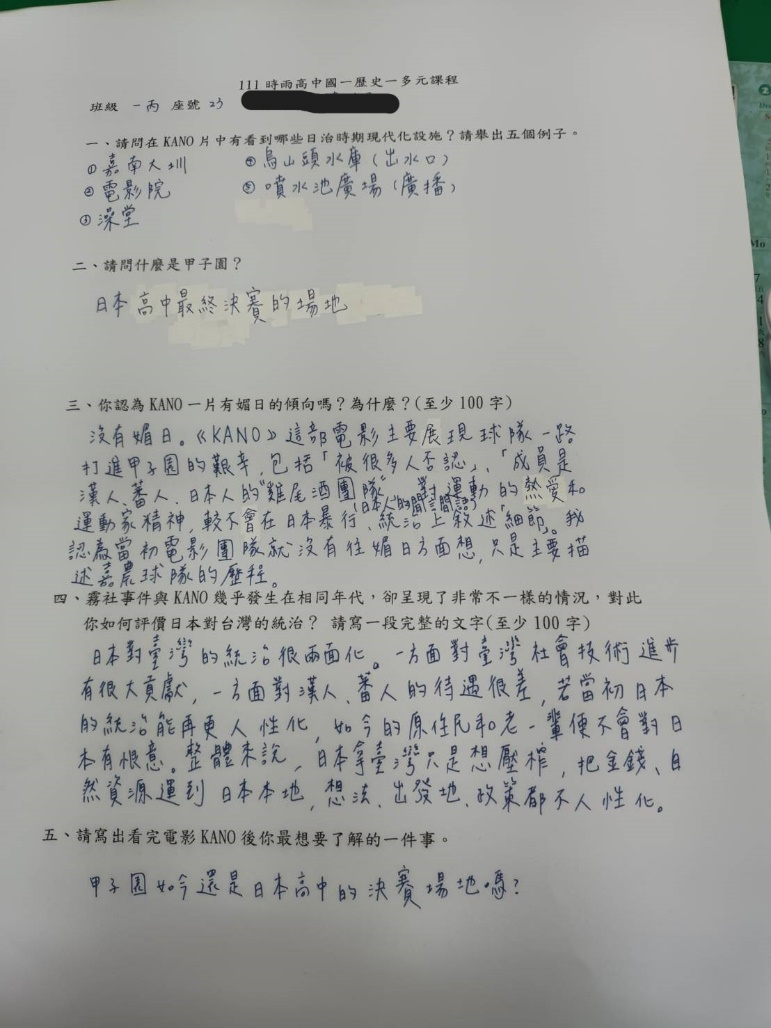 111時雨高中國一歷史一多元課程
班級 一丙 座號 23
一、請問在KANO片中有看到哪些日治時期現代化設施？請舉出五個例子。
①嘉南大圳 ④烏山頭水庫(出水口)
②電影院 ⑤噴水池廣場(廣播)
③澡堂
二、請問什麼是甲子園？
日本高中最終決賽的場地
三、你認為KANO一片有媚日的傾向嗎？為什麼？(至少100字)
沒有媚日。《KANO》這部電影主要展現球隊一路
打進甲子園的艱辛,包括「被很多人否認」、「成員是
漢人、蕃人、日本人的"雞尾酒團隊"」對運動的熱愛和
「日本人的閒言閒語」
運動家精神,較不會在日本暴行、統治上敘述「細節」。我
認為當初電影團隊就沒有往媚日方面想,只是主要描
述嘉農球隊的歷程。
四、霧社事件與KANO幾乎發生在相同年代，卻呈現了非常不一樣的情況，對此
你如何評價日本對台灣的統治？ 請寫一段完整的文字(至少100字)
日本對臺灣的統治很兩面化。一方面對臺灣社會技術進步
有很大貢獻,一方面對漢人、蕃人的待遇很差,若當初日本
的統治能再更人性化,如今的原住民和老一輩便不會對日
本有恨意。整體來說,日本拿臺灣只是想壓榨,把金錢、自
然資源運到日本本地,想法、出發地、政策都不人性化。
五、請寫出看完電影KANO後你最想要了解的一件事。
甲子園如今還是日本高中的決賽場地嗎?